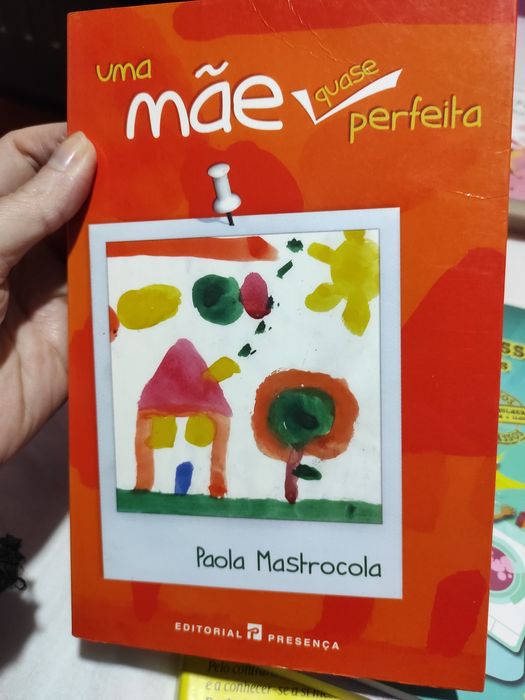 uma
mãe quase
perfeita
Paola Mastrocola
EDITORIAL P PRESENÇA